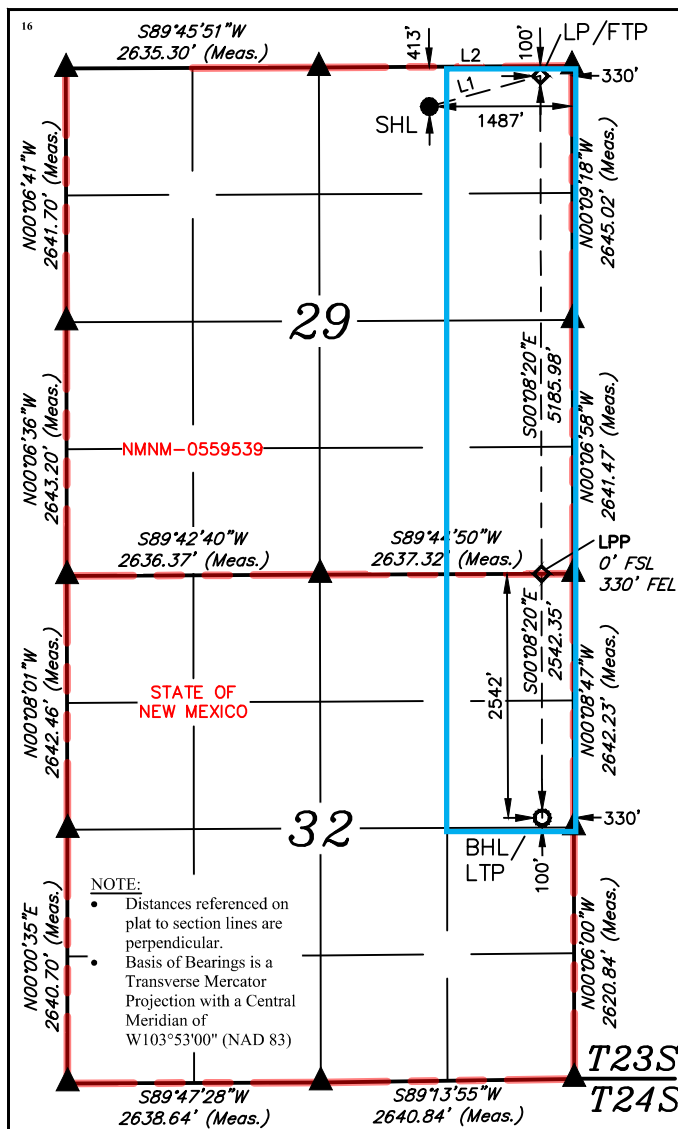 16
S89°45'51"W
2635.30' (Meas.)
413'
L2
100'
LP/FTP
330'
L1
SHL
1487'
N00°06'41"W
2641.70' (Meas.)
N00°09'18"W
2645.02' (Meas.)
29
S00°08'20"E
5185.98'
N00°06'36"W
2643.20' (Meas.)
NMNM-0559539
N00°06'58"W
2641.47' (Meas.)
S89°42'40"W
2636.37' (Meas.)
S89°44'50"W
2637.32' (Meas.)
LPP
0' FSL
330' FEL
N00°08'01"W
2642.46' (Meas.)
STATE OF
NEW MEXICO
2542'
S00°08'20"E
2542.35'
N00°08'47"W
2642.23' (Meas.)
32
330'
BHL
LTP
100'
NOTE:
• Distances referenced on
plat to section lines are
perpendicular.
• Basis of Bearings is a
Transverse Mercator
Projection with a Central
Meridian of
W103°53'00" (NAD 83)
N00°00'35"E
2640.70' (Meas.)
N00°06'00"W
2620.84' (Meas.)
T23S
T24S
S89°47'28"W
2638.64' (Meas.)
S89°13'55"W
2640.84' (Meas.)